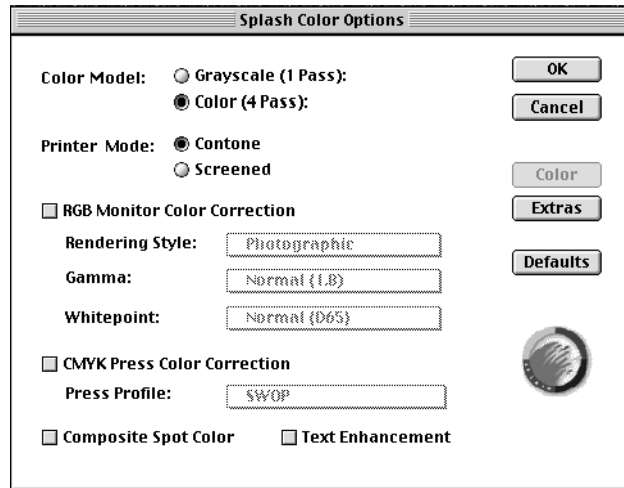 Splash Color Options
Color Model: Grayscale (1 Pass):
Color (4 Pass):
OK
Cancel
Printer Mode: Contone
Screened
Color
Extras
Defaults
RGB Monitor Color Correction
Rendering Style: Photographic
Gamma: Normal (1.8)
Whitepoint: Normal (D65)
CMYK Press Color Correction
Press Profile: SWOP
Composite Spot Color Text Enhancement